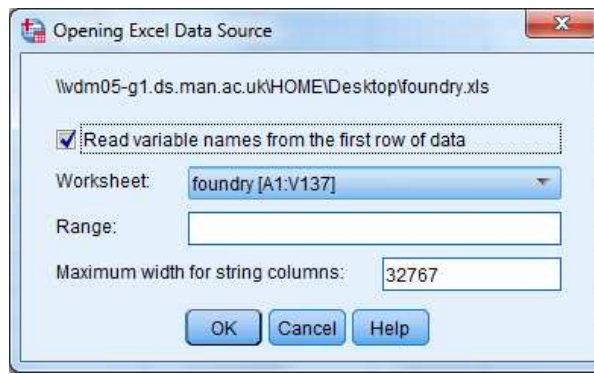 Opening Excel Data Source
\\vdm05-g1.ds.man.ac.uk\HOME\Desktop\foundry.xls
Read variable names from the first row of data
Worksheet: foundry [A1:V137]
Range:
Maximum width for string columns: 32767
OK Cancel Help